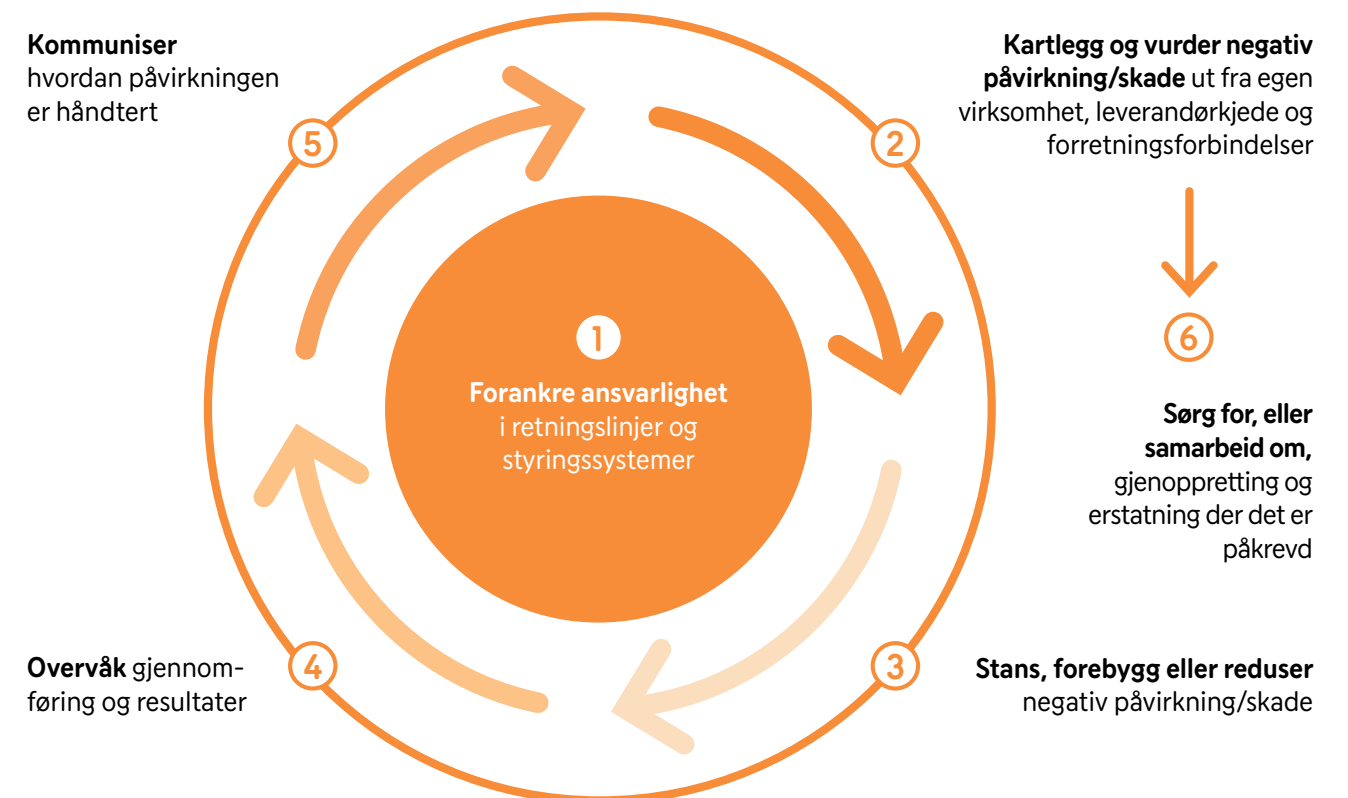 1
Forankre ansvarlighet
i retningslinjer og
styringssystemer
2
Kartlegg og vurder negativ
påvirkning/skade ut fra egen
virksomhet, leverandørkjede og
forretningsforbindelser
6
Sørg for, eller
samarbeid om,
gjenoppretting og
erstatning der det er
påkrevd
3
Stans, forebygg eller reduser
negativ påvirkning/skade
4
Overvåk gjennom-
føring og resultater
5
Kommuniser
hvordan påvirkningen
er håndtert